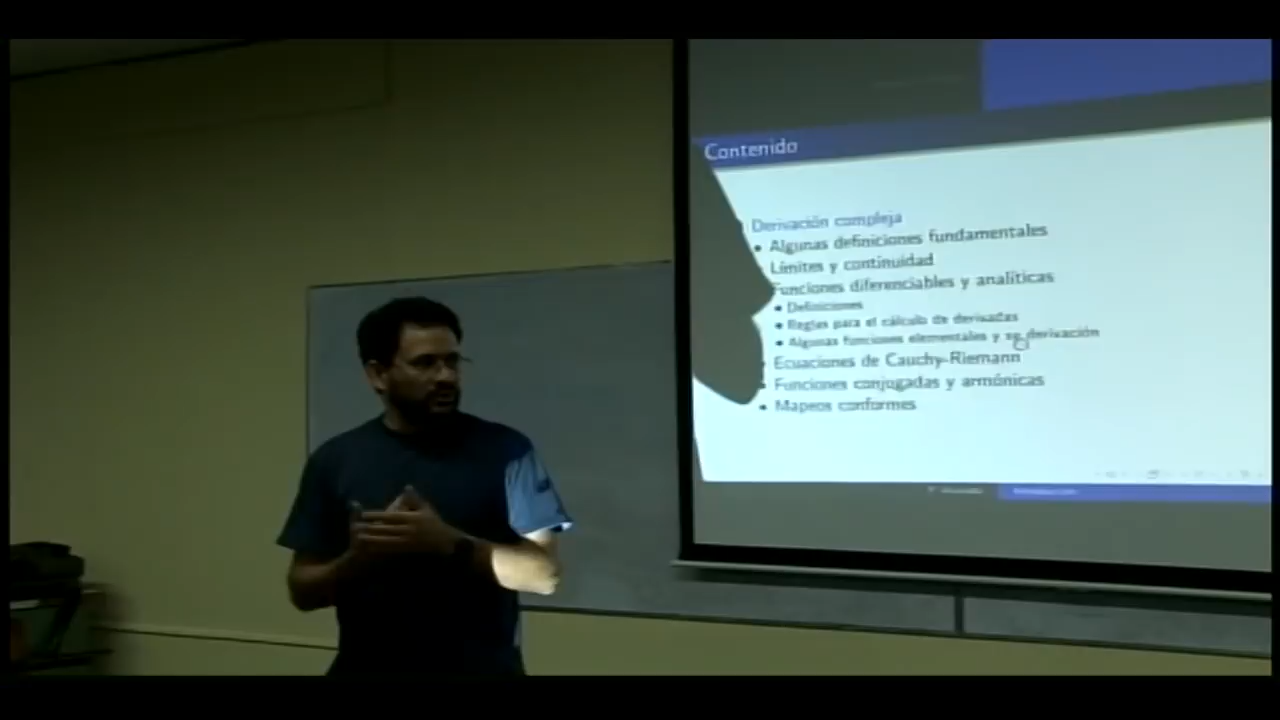 Contenido
Derivación compleja
• Algunas definiciones fundamentales
Límites y continuidad
Funciones diferenciables y analíticas
• Definiciones
• Reglas para el cálculo de derivadas
• Algunas funciones elementales y su derivación
• Ecuaciones de Cauchy-Riemann
• Funciones conjugadas y armónicas
• Mapeos conformes